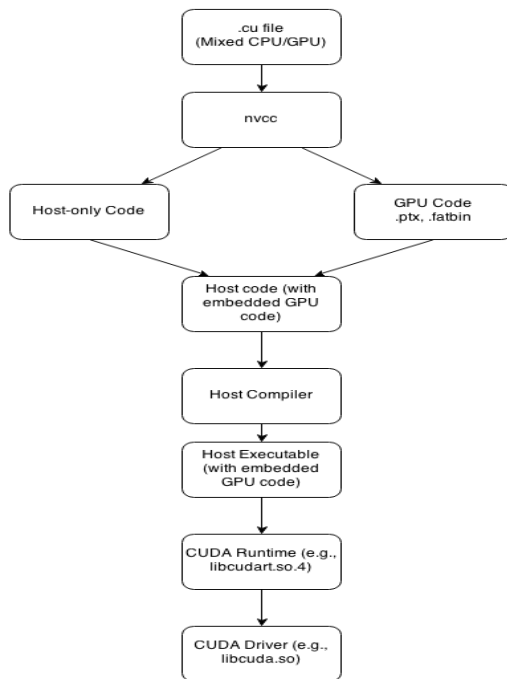 .cu file
(Mixed CPU/GPU)
nvcc
Host-only Code
GPU Code
.ptx, .fatbin
Host code (with
embedded GPU
code)
Host Compiler
Host Executable
(with embedded
GPU code)
CUDA Runtime (e.g.,
libcudart.so.4)
CUDA Driver (e.g.,
libcuda.so)